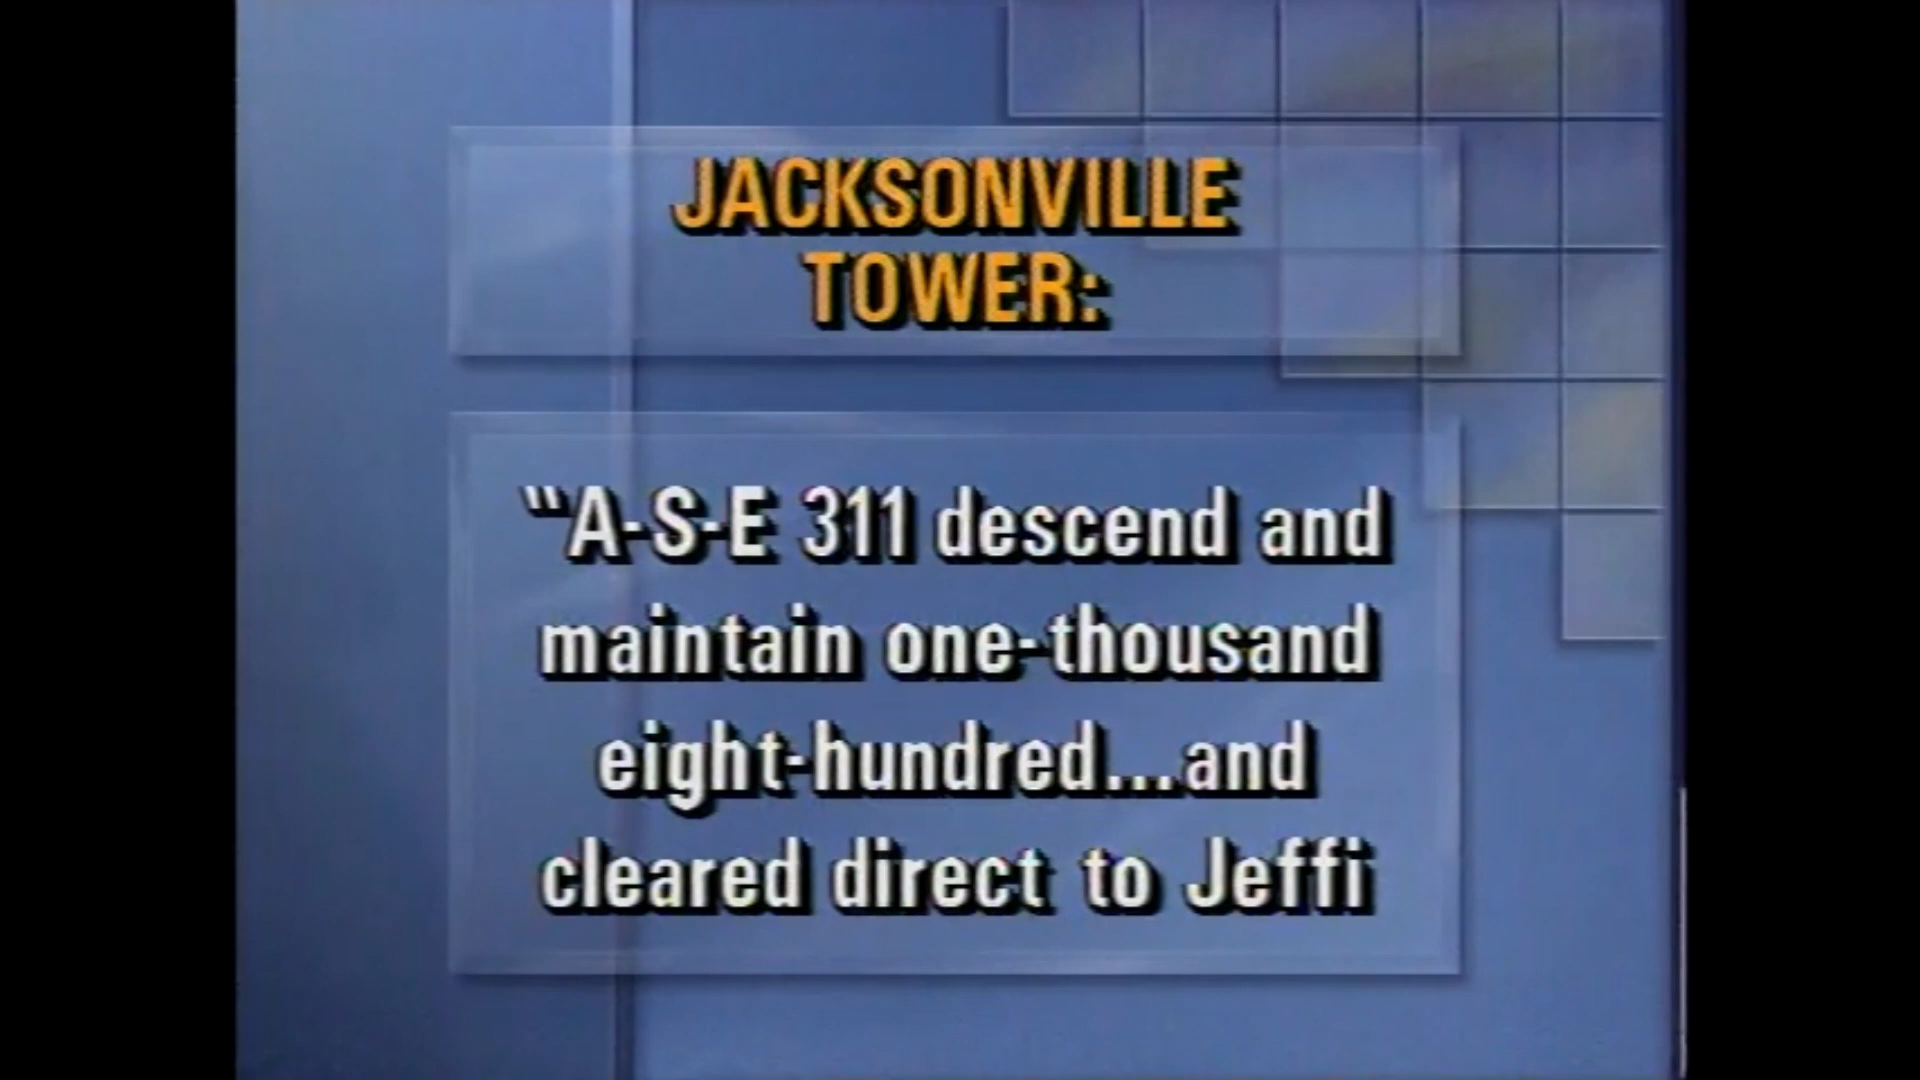 JACKSONVILLE
TOWER:
“A-S-E 311 descend and
maintain one-thousand
eight-hundred...and
cleared direct to Jeffi